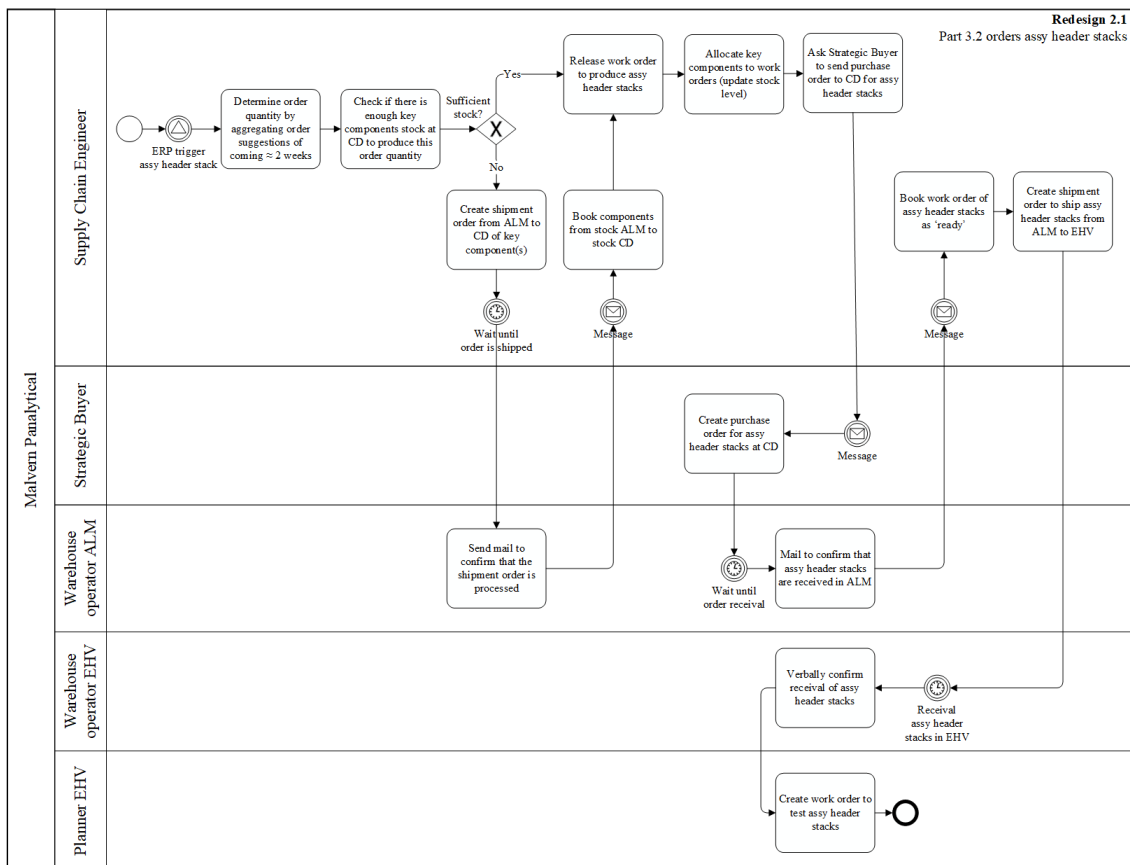 Redesign 2.1
Part 3.2 orders assy header stacks
Malvern Panalytical
Supply Chain Engineer
ERP trigger
assy header stack
Determine order
quantity by
aggregating order
suggestions of
coming ≈ 2 weeks
Check if there is
enough key
components stock at
CD to produce this
order quantity
Sufficient
stock?
X
Yes
No
Release work order
to produce assy
header stacks
Allocate key
components to work
orders (update stock
level)
Ask Strategic Buyer
to send purchase
order to CD for assy
header stacks
Create shipment
order from ALM to
CD of key
component(s)
Book components
from stock ALM to
stock CD
Book work order of
assy header stacks
as ‘ready’
Create shipment
order to ship assy
header stacks from
ALM to EHV
Wait until
order is shipped
Message
Message
Strategic Buyer
Create purchase
order for assy
header stacks at CD
Message
Warehouse
operator ALM
Send mail to
confirm that the
shipment order is
processed
Wait until
order receival
Mail to confirm that
assy header stacks
are received in ALM
Warehouse
operator EHV
Verbally confirm
receival of assy
header stacks
Receival
assy header
stacks in EHV
Planner EHV
Create work order to
test assy header
stacks